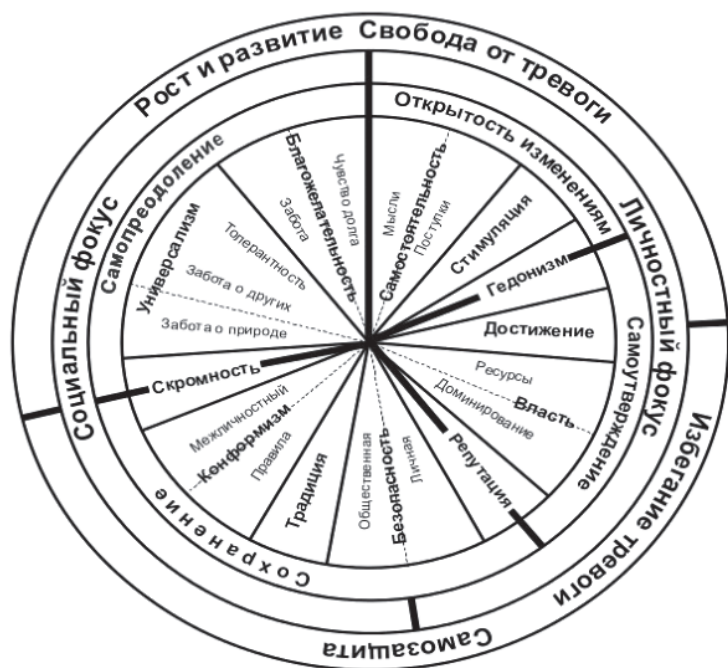 Рост и развитие
Свобода от тревоги
Избегание тревоги
Самозащита
Социальный фокус
Личностный фокус
Самопреодоление
Открытость изменениям
Самоутверждение
Сохранение
Благожелательность
Чувство долга
Забота
Мысли
Самостоятельность
Поступки
Стимуляция
Гедонизм
Достижение
Ресурсы
Власть
Доминирование
Репутация
Личная
Безопасность
Общественная
Традиция
Правила
Конформизм
Межличностный
Скромность
Забота о природе
Забота о других
Универсализм
Толерантность